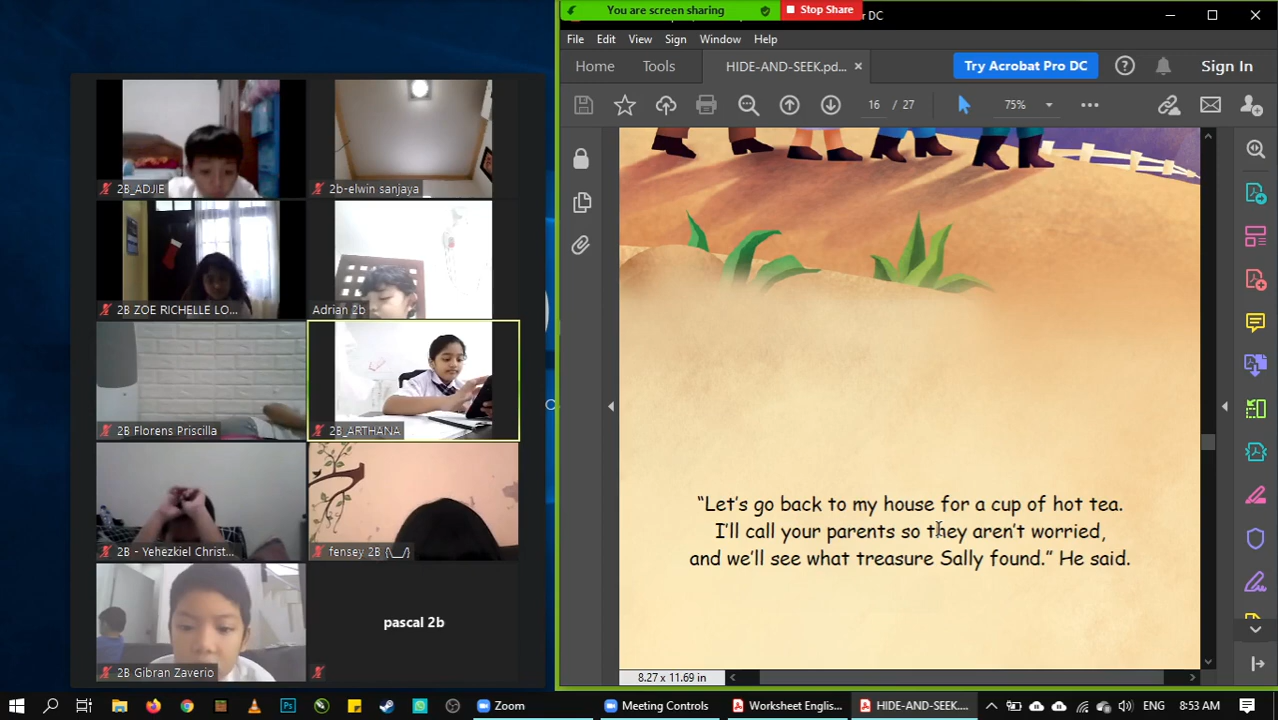 You are screen sharing
Stop Share
DC
File Edit View Sign Window Help
Home Tools HIDE-AND-SEEK.pd... × Try Acrobat Pro DC Sign In
16 / 27 75%
2B_ADJIE
2b-elwin sanjaya
2B ZOE RICHELLE LO...
Adrian 2b
2B Florens Priscilla
2B_ARTHANA
2B - Yehezkiel Christ...
fensey 2B {\__/}
2B Gibran Zaverio
pascal 2b
“Let’s go back to my house for a cup of hot tea.
I’ll call your parents so they aren’t worried,
and we’ll see what treasure Sally found.” He said.
8.27 x 11.69 in
Zoom Meeting Controls Worksheet Englis... HIDE-AND-SEEK.... 8:53 AM